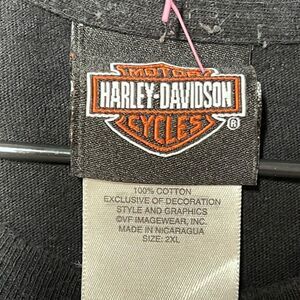 MOTOR
HARLEY-DAVIDSON
CYCLES
®
100% COTTON
EXCLUSIVE OF DECORATION
STYLE AND GRAPHICS
©VF IMAGEWEAR, INC.
MADE IN NICARAGUA
SIZE: 2XL